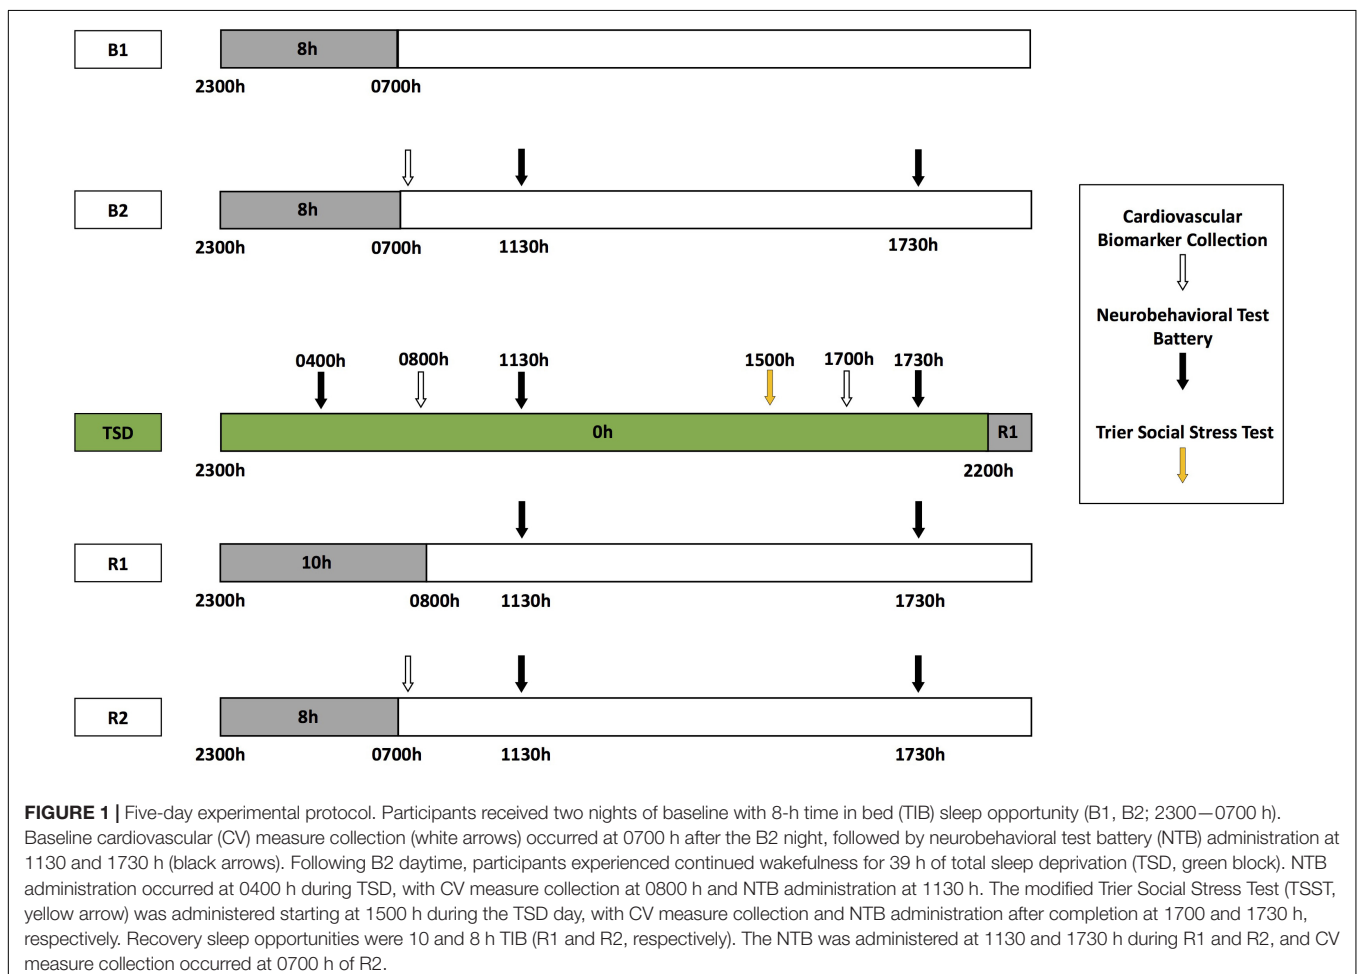 B1
8h
2300h 0700h
B2
8h
2300h 0700h 1130h 1730h
0400h 0800h 1130h 1500h 1700h 1730h
TSD
0h R1
2300h 2200h
R1
10h
2300h 0800h 1130h 1730h
R2
8h
2300h 0700h 1130h 1730h
Cardiovascular
Biomarker Collection
Neurobehavioral Test
Battery
Trier Social Stress Test
FIGURE 1 | Five-day experimental protocol. Participants received two nights of baseline with 8-h time in bed (TIB) sleep opportunity (B1, B2; 2300—0700 h).
Baseline cardiovascular (CV) measure collection (white arrows) occurred at 0700 h after the B2 night, followed by neurobehavioral test battery (NTB) administration at
1130 and 1730 h (black arrows). Following B2 daytime, participants experienced continued wakefulness for 39 h of total sleep deprivation (TSD, green block). NTB
administration occurred at 0400 h during TSD, with CV measure collection at 0800 h and NTB administration at 1130 h. The modified Trier Social Stress Test (TSST,
yellow arrow) was administered starting at 1500 h during the TSD day, with CV measure collection and NTB administration after completion at 1700 and 1730 h,
respectively. Recovery sleep opportunities were 10 and 8 h TIB (R1 and R2, respectively). The NTB was administered at 1130 and 1730 h during R1 and R2, and CV
measure collection occurred at 0700 h of R2.